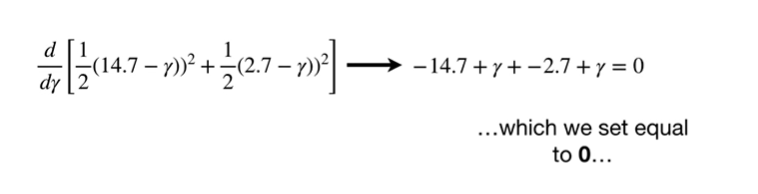 d/dγ [1/2(14.7 − γ))² + 1/2(2.7 − γ))²] ⟶ −14.7 + γ + −2.7 + γ = 0
...which we set equal
to 0...